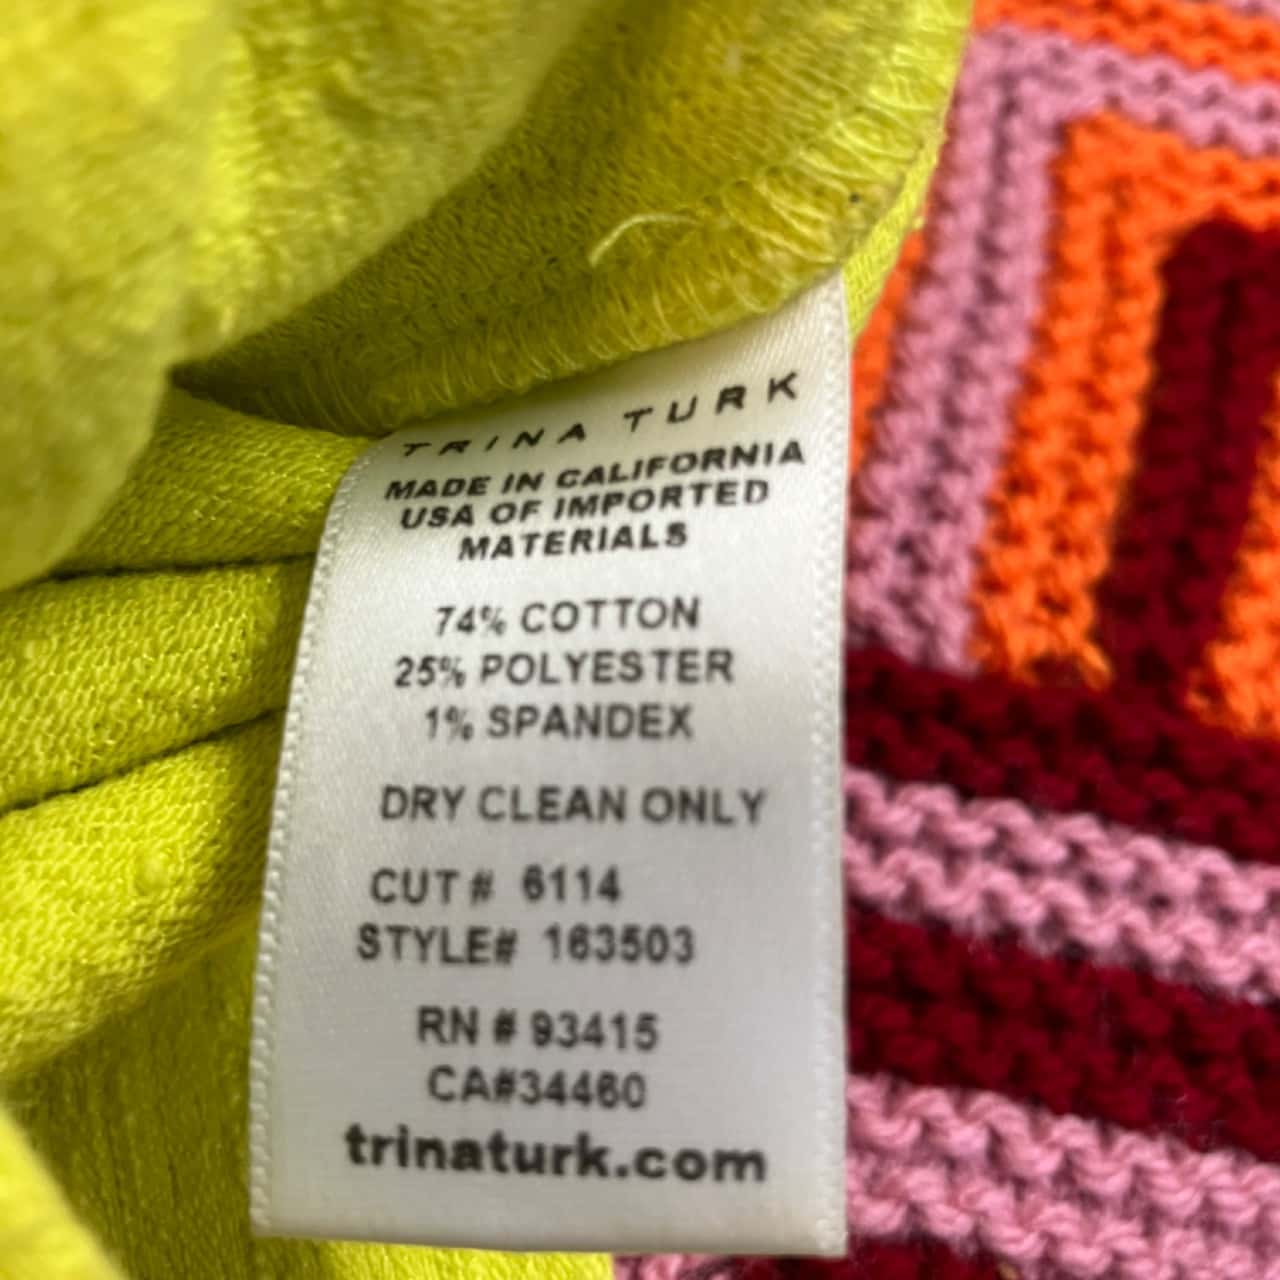 TRINA TURK
MADE IN CALIFORNIA
USA OF IMPORTED
MATERIALS
74% COTTON
25% POLYESTER
1% SPANDEX
DRY CLEAN ONLY
CUT # 6114
STYLE# 163503
RN # 93415
CA#34460
trinaturk.com